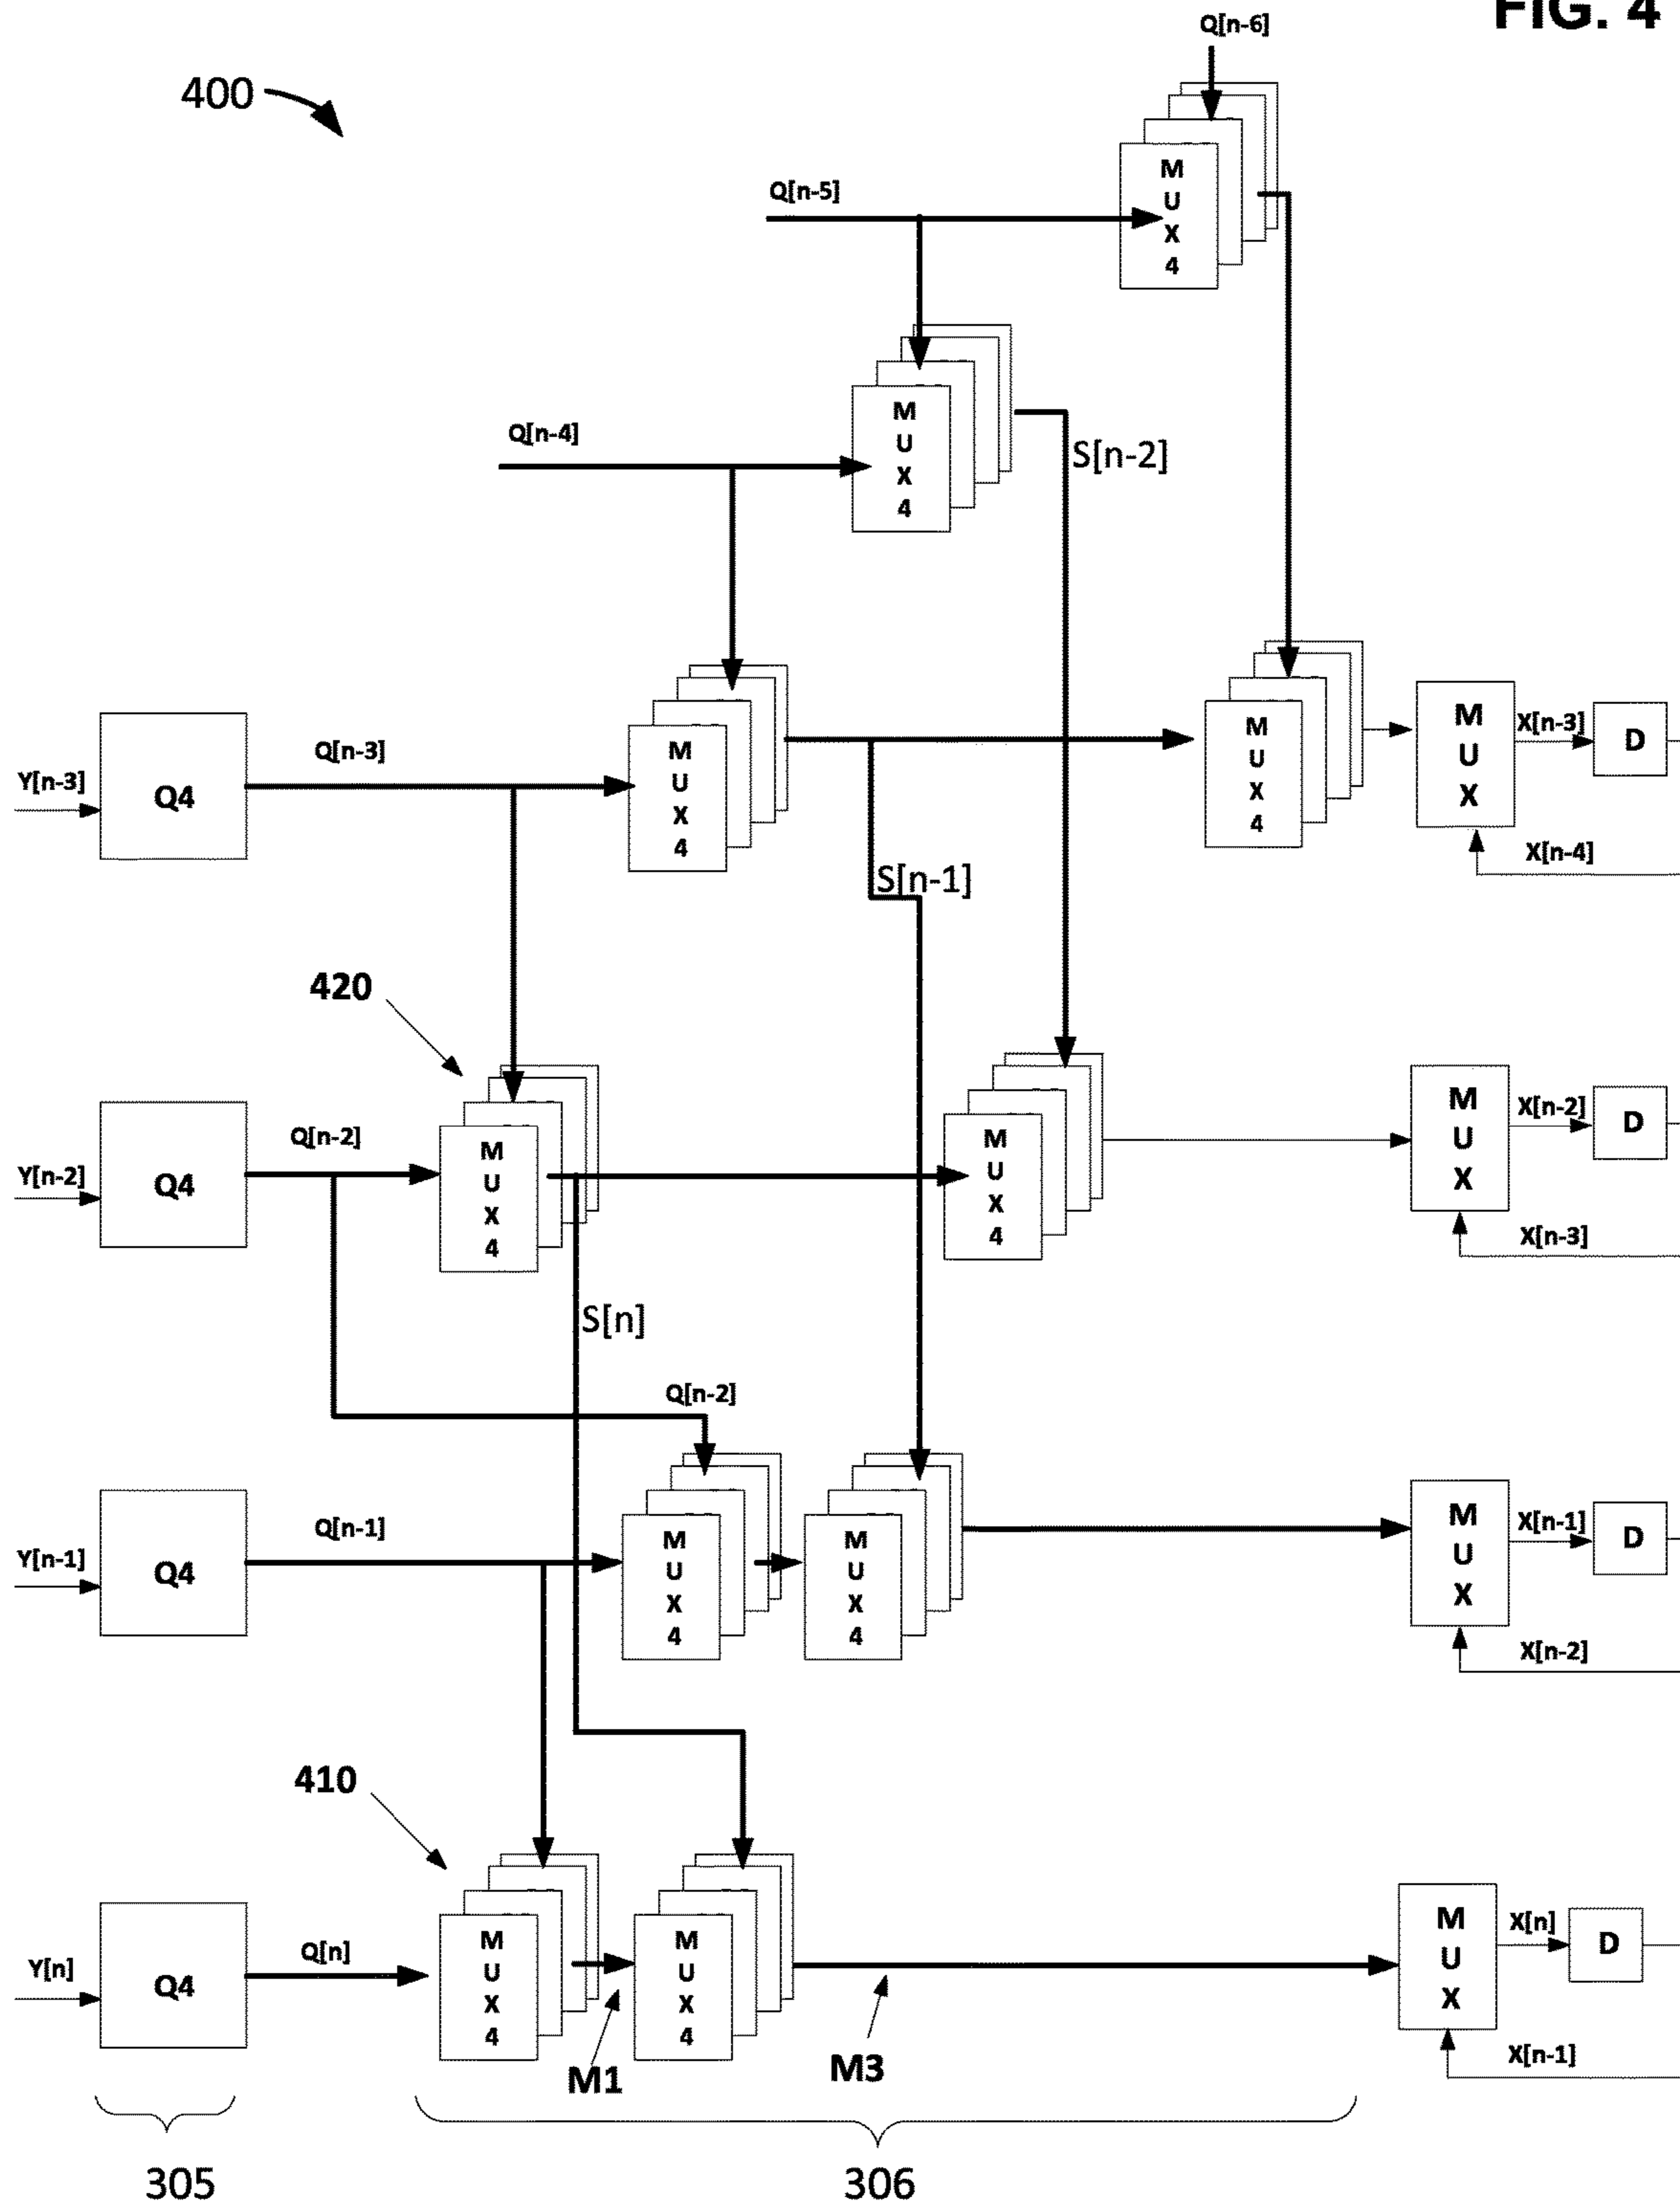 FIG. 4
Q[n-6]
400
M U X 4
Q[n-5]
M U X 4
Q[n-4]
S[n-2]
Y[n-3]
Q4
Q[n-3]
M U X 4
M U X 4
M U X
X[n-3]
D
X[n-4]
S[n-1]
420
Y[n-2]
Q4
Q[n-2]
M U X 4
M U X 4
M U X
X[n-2]
D
X[n-3]
S[n]
Q[n-2]
Y[n-1]
Q4
Q[n-1]
M U X 4
M U X 4
M U X
X[n-1]
D
X[n-2]
410
Y[n]
Q4
Q[n]
M U X 4
M U X 4
M U X
X[n]
D
X[n-1]
M1
M3
305
306